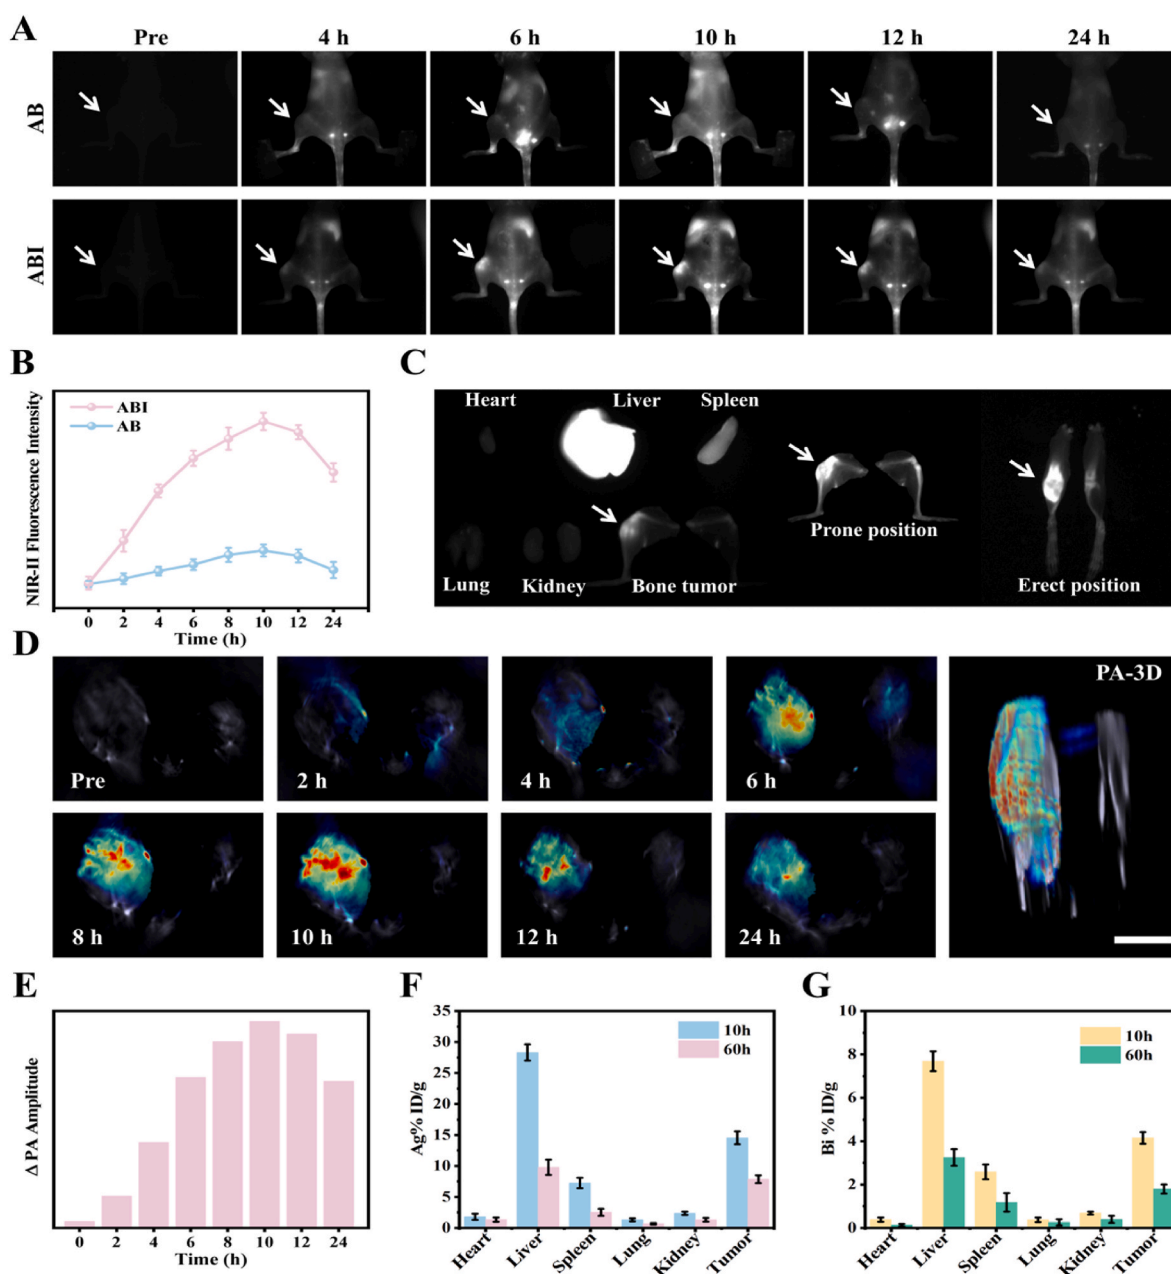 A
Pre 4 h 6 h 10 h 12 h 24 h
AB
ABI
B
NIR-II Fluorescence Intensity
ABI
AB
0 2 4 6 8 10 12 24
Time (h)
C
Heart Liver Spleen
Lung Kidney Bone tumor
Prone position
Erect position
D
Pre 2 h 4 h 6 h
8 h 10 h 12 h 24 h
PA-3D
E
Δ PA Amplitude
0 2 4 6 8 10 12 24
Time (h)
F
Ag% ID/g
35
30
25
20
15
10
5
0
10h
60h
Heart Liver Spleen Lung Kidney Tumor
G
Bi % ID/g
10
8
6
4
2
0
10h
60h
Heart Liver Spleen Lung Kidney Tumor